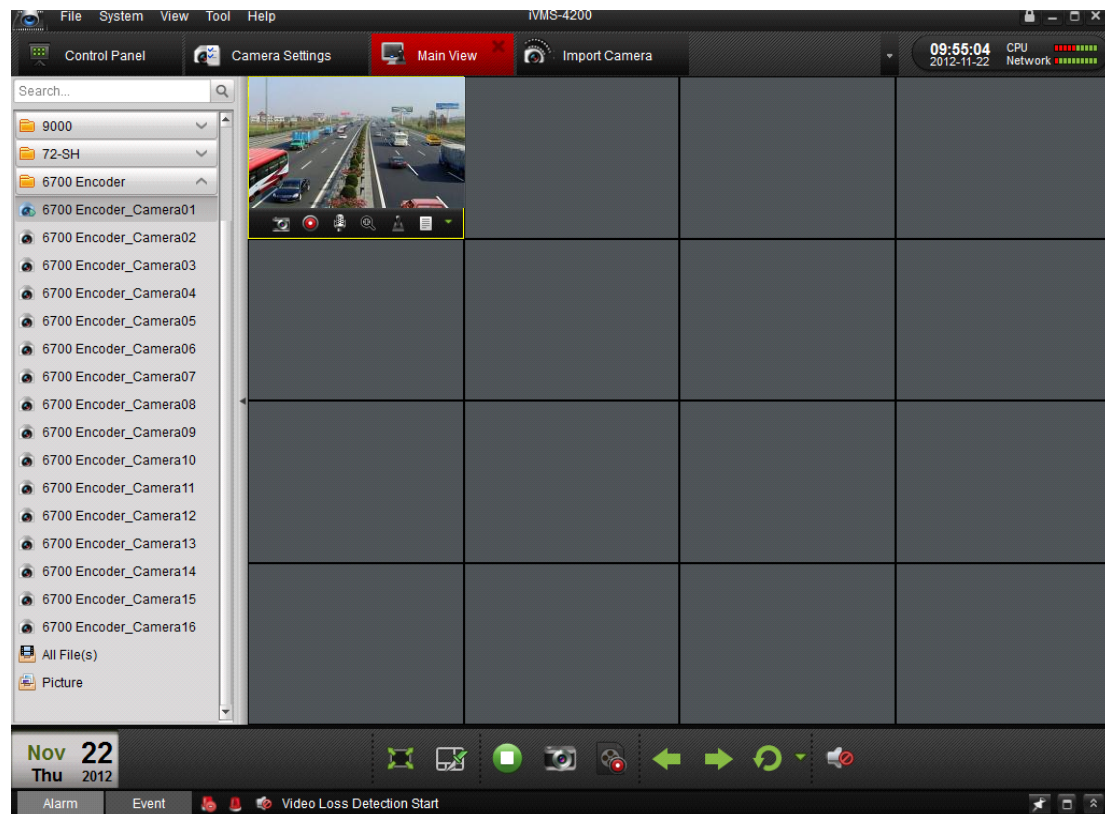 File System View Tool Help iVMS-4200
Control Panel Camera Settings Main View Import Camera
09:55:04 CPU
2012-11-22 Network
Search...
9000
72-SH
6700 Encoder
6700 Encoder_Camera01
6700 Encoder_Camera02
6700 Encoder_Camera03
6700 Encoder_Camera04
6700 Encoder_Camera05
6700 Encoder_Camera06
6700 Encoder_Camera07
6700 Encoder_Camera08
6700 Encoder_Camera09
6700 Encoder_Camera10
6700 Encoder_Camera11
6700 Encoder_Camera12
6700 Encoder_Camera13
6700 Encoder_Camera14
6700 Encoder_Camera15
6700 Encoder_Camera16
All File(s)
Picture
Nov 22
Thu 2012
Alarm Event Video Loss Detection Start